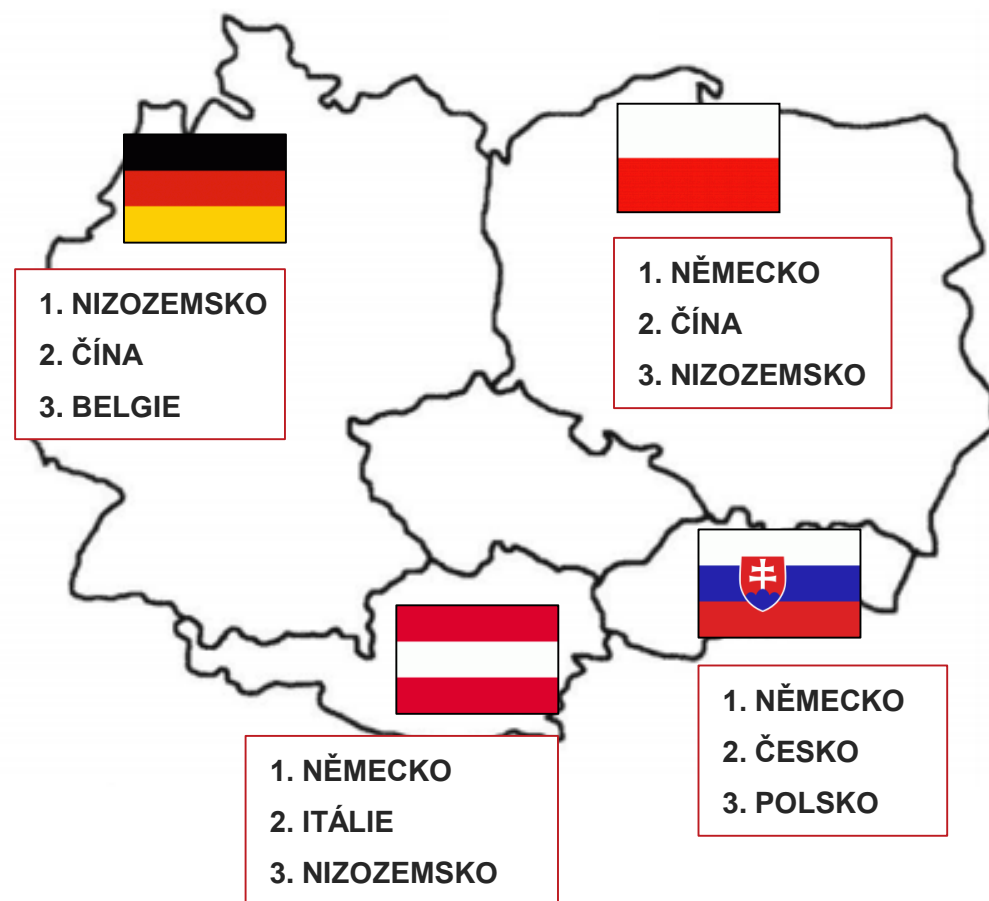 1. NIZOZEMSKO
2. ČÍNA
3. BELGIE
1. NĚMECKO
2. ČÍNA
3. NIZOZEMSKO
1. NĚMECKO
2. ITÁLIE
3. NIZOZEMSKO
1. NĚMECKO
2. ČESKO
3. POLSKO